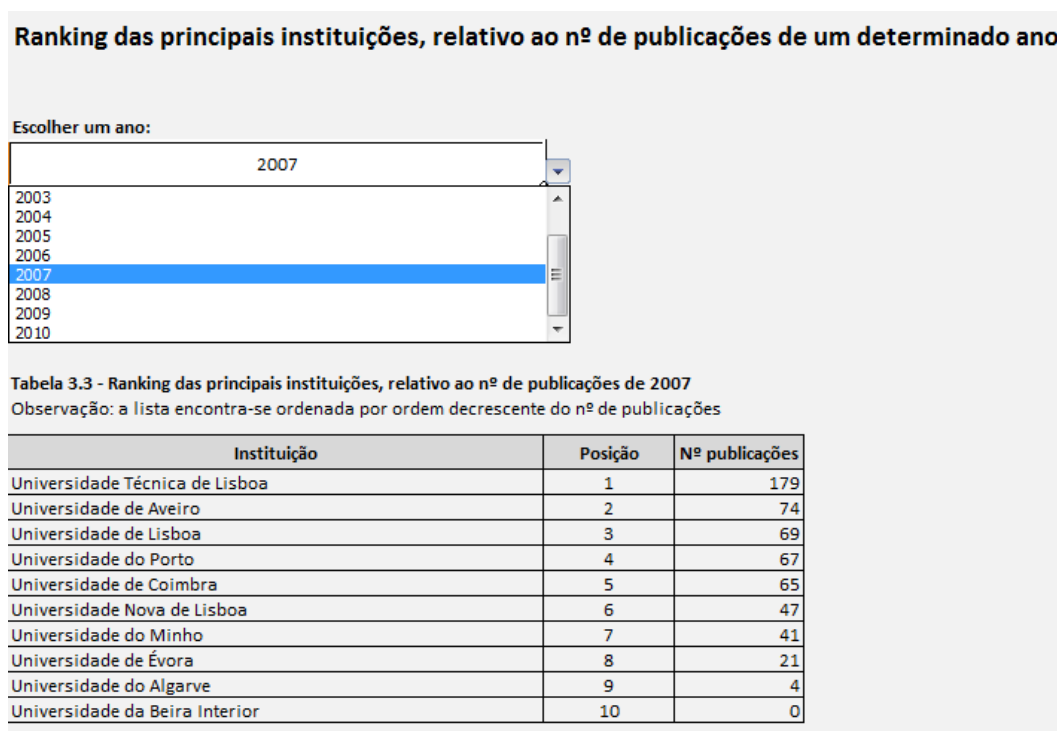 Ranking das principais instituições, relativo ao nº de publicações de um determinado ano
Escolher um ano:
2007
2003
2004
2005
2006
2007
2008
2009
2010
Tabela 3.3 - Ranking das principais instituições, relativo ao nº de publicações de 2007
Observação: a lista encontra-se ordenada por ordem decrescente do nº de publicações
Instituição Posição Nº publicações
Universidade Técnica de Lisboa 1 179
Universidade de Aveiro 2 74
Universidade de Lisboa 3 69
Universidade do Porto 4 67
Universidade de Coimbra 5 65
Universidade Nova de Lisboa 6 47
Universidade do Minho 7 41
Universidade de Évora 8 21
Universidade do Algarve 9 4
Universidade da Beira Interior 10 0